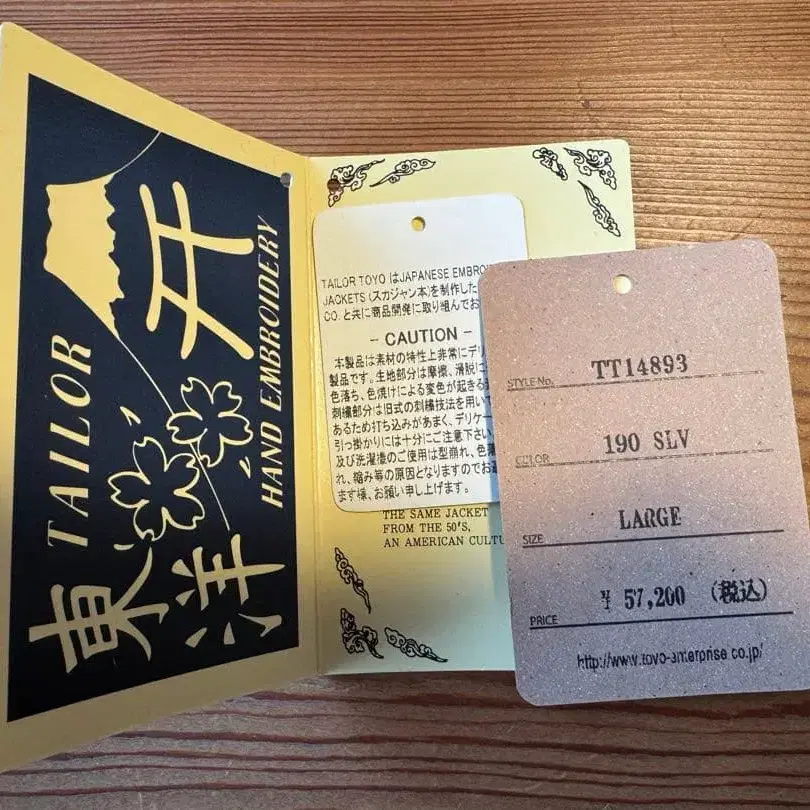 東洋
TAILOR
HAND EMBROIDERY
TAILOR TOYO はJAPANESE
JACKETS (スカジャン本)を制作した
CO. と共に商品開発に取り組んで
- CAUTION -
本製品は素材の特性上非常にデリ
製品です。生地部分は摩擦、滑脱に
色落ち、色焼けによる変色が起きる
刺繍部分は旧式の刺繍技法を用い
あるため打ち込みがあまく、デリケー
引っ掛かりには十分にご注意下さい
及び洗濯後のご使用は型崩れ、色
れ、縮み等の原因となりますのでお
ます様、お願い申し上げます。
THE SAME JACKET
FROM THE 50'S,
AN AMERICAN
STYLE No. TT14893
COLOR 190 SLV
SIZE LARGE
PRICE ¥ 57,200 (税込)
http://www.toyo-enterprise.co.jp/